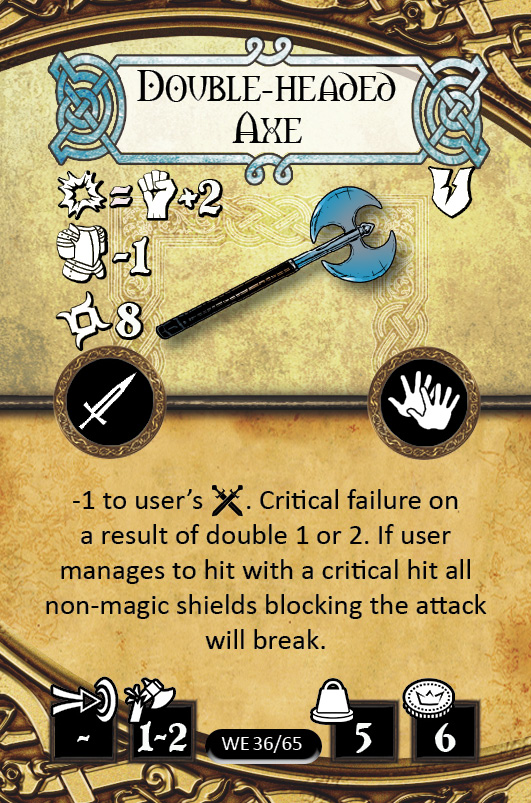 Double-headed
Axe
= +2
-1
8
-1 to user's . Critical failure on
a result of double 1 or 2. If user
manages to hit with a critical hit all
non-magic shields blocking the attack
will break.
- 1-2 WE 36/65 5 6